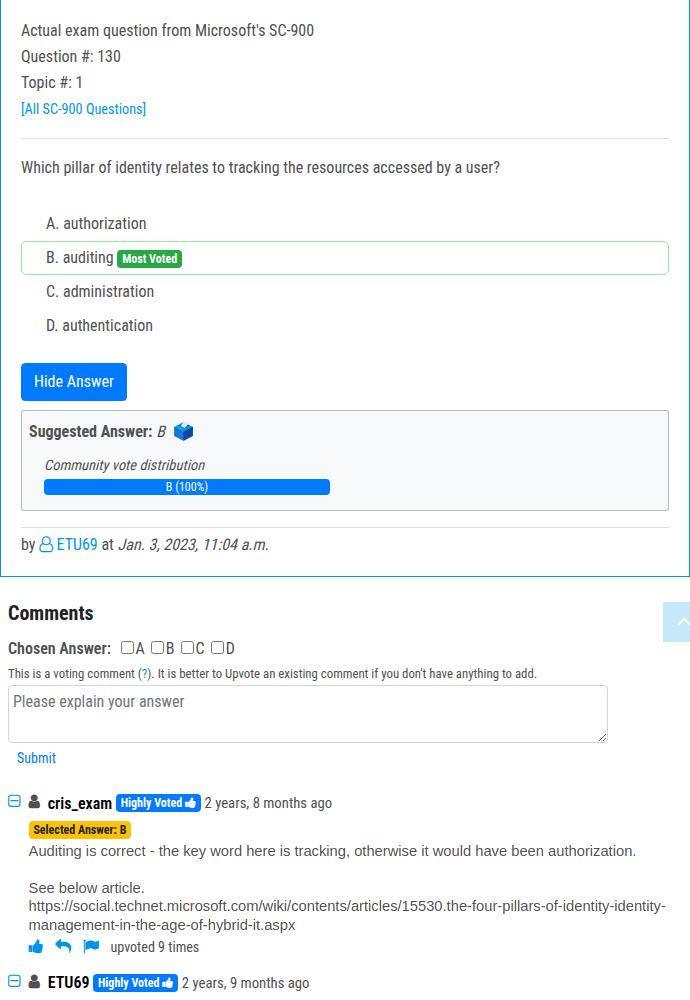 Actual exam question from Microsoft's SC-900
Question #: 130
Topic #: 1
[All SC-900 Questions]
Which pillar of identity relates to tracking the resources accessed by a user?
A. authorization
B. auditing Most Voted
C. administration
D. authentication
Hide Answer
Suggested Answer: B
Community vote distribution
B (100%)
by ETU69 at Jan. 3, 2023, 11:04 a.m.
Comments
Chosen Answer: A B C D
This is a voting comment (?). It is better to Upvote an existing comment if you don't have anything to add.
Please explain your answer
Submit
cris_exam Highly Voted 2 years, 8 months ago
Selected Answer: B
Auditing is correct - the key word here is tracking, otherwise it would have been authorization.
See below article.
https://social.technet.microsoft.com/wiki/contents/articles/15530.the-four-pillars-of-identity-identity-
management-in-the-age-of-hybrid-it.aspx
upvoted 9 times
ETU69 Highly Voted 2 years, 9 months ago